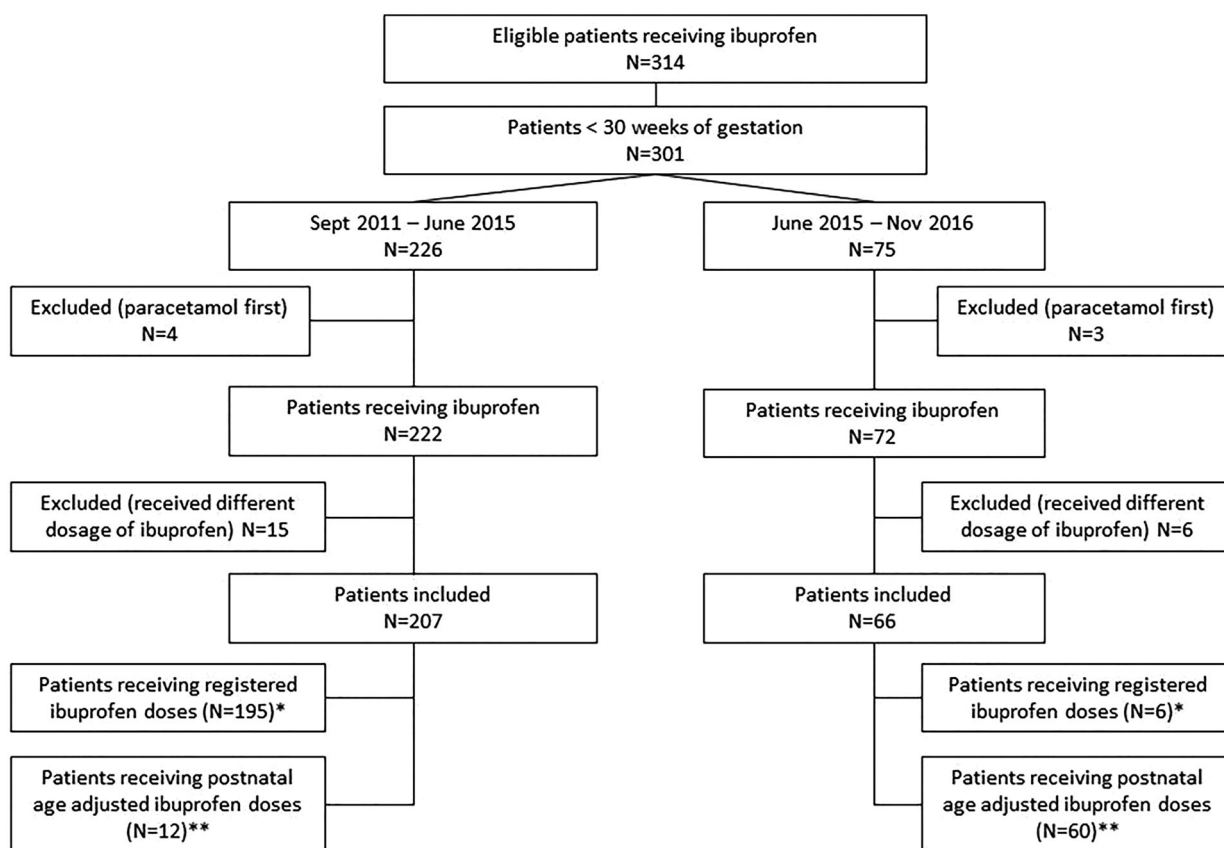 Eligible patients receiving ibuprofen
N=314
Patients < 30 weeks of gestation
N=301
Sept 2011 – June 2015
N=226
June 2015 – Nov 2016
N=75
Excluded (paracetamol first)
N=4
Excluded (paracetamol first)
N=3
Patients receiving ibuprofen
N=222
Patients receiving ibuprofen
N=72
Excluded (received different
dosage of ibuprofen) N=15
Excluded (received different
dosage of ibuprofen) N=6
Patients included
N=207
Patients included
N=66
Patients receiving registered
ibuprofen doses (N=195)*
Patients receiving registered
ibuprofen doses (N=6)*
Patients receiving postnatal
age adjusted ibuprofen doses
(N=12)**
Patients receiving postnatal
age adjusted ibuprofen doses
(N=60)**